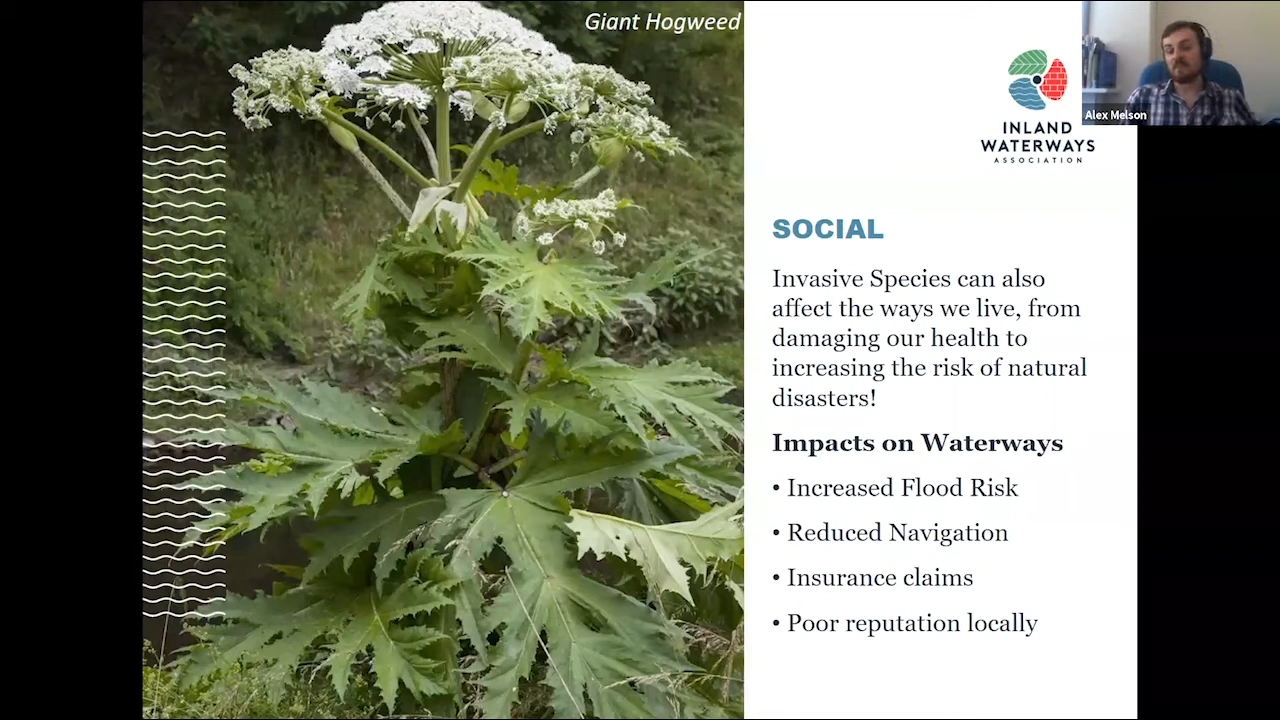 Giant Hogweed
INLAND
WATERWAYS
ASSOCIATION
Alex Melson
SOCIAL
Invasive Species can also
affect the ways we live, from
damaging our health to
increasing the risk of natural
disasters!
Impacts on Waterways
• Increased Flood Risk
• Reduced Navigation
• Insurance claims
• Poor reputation locally